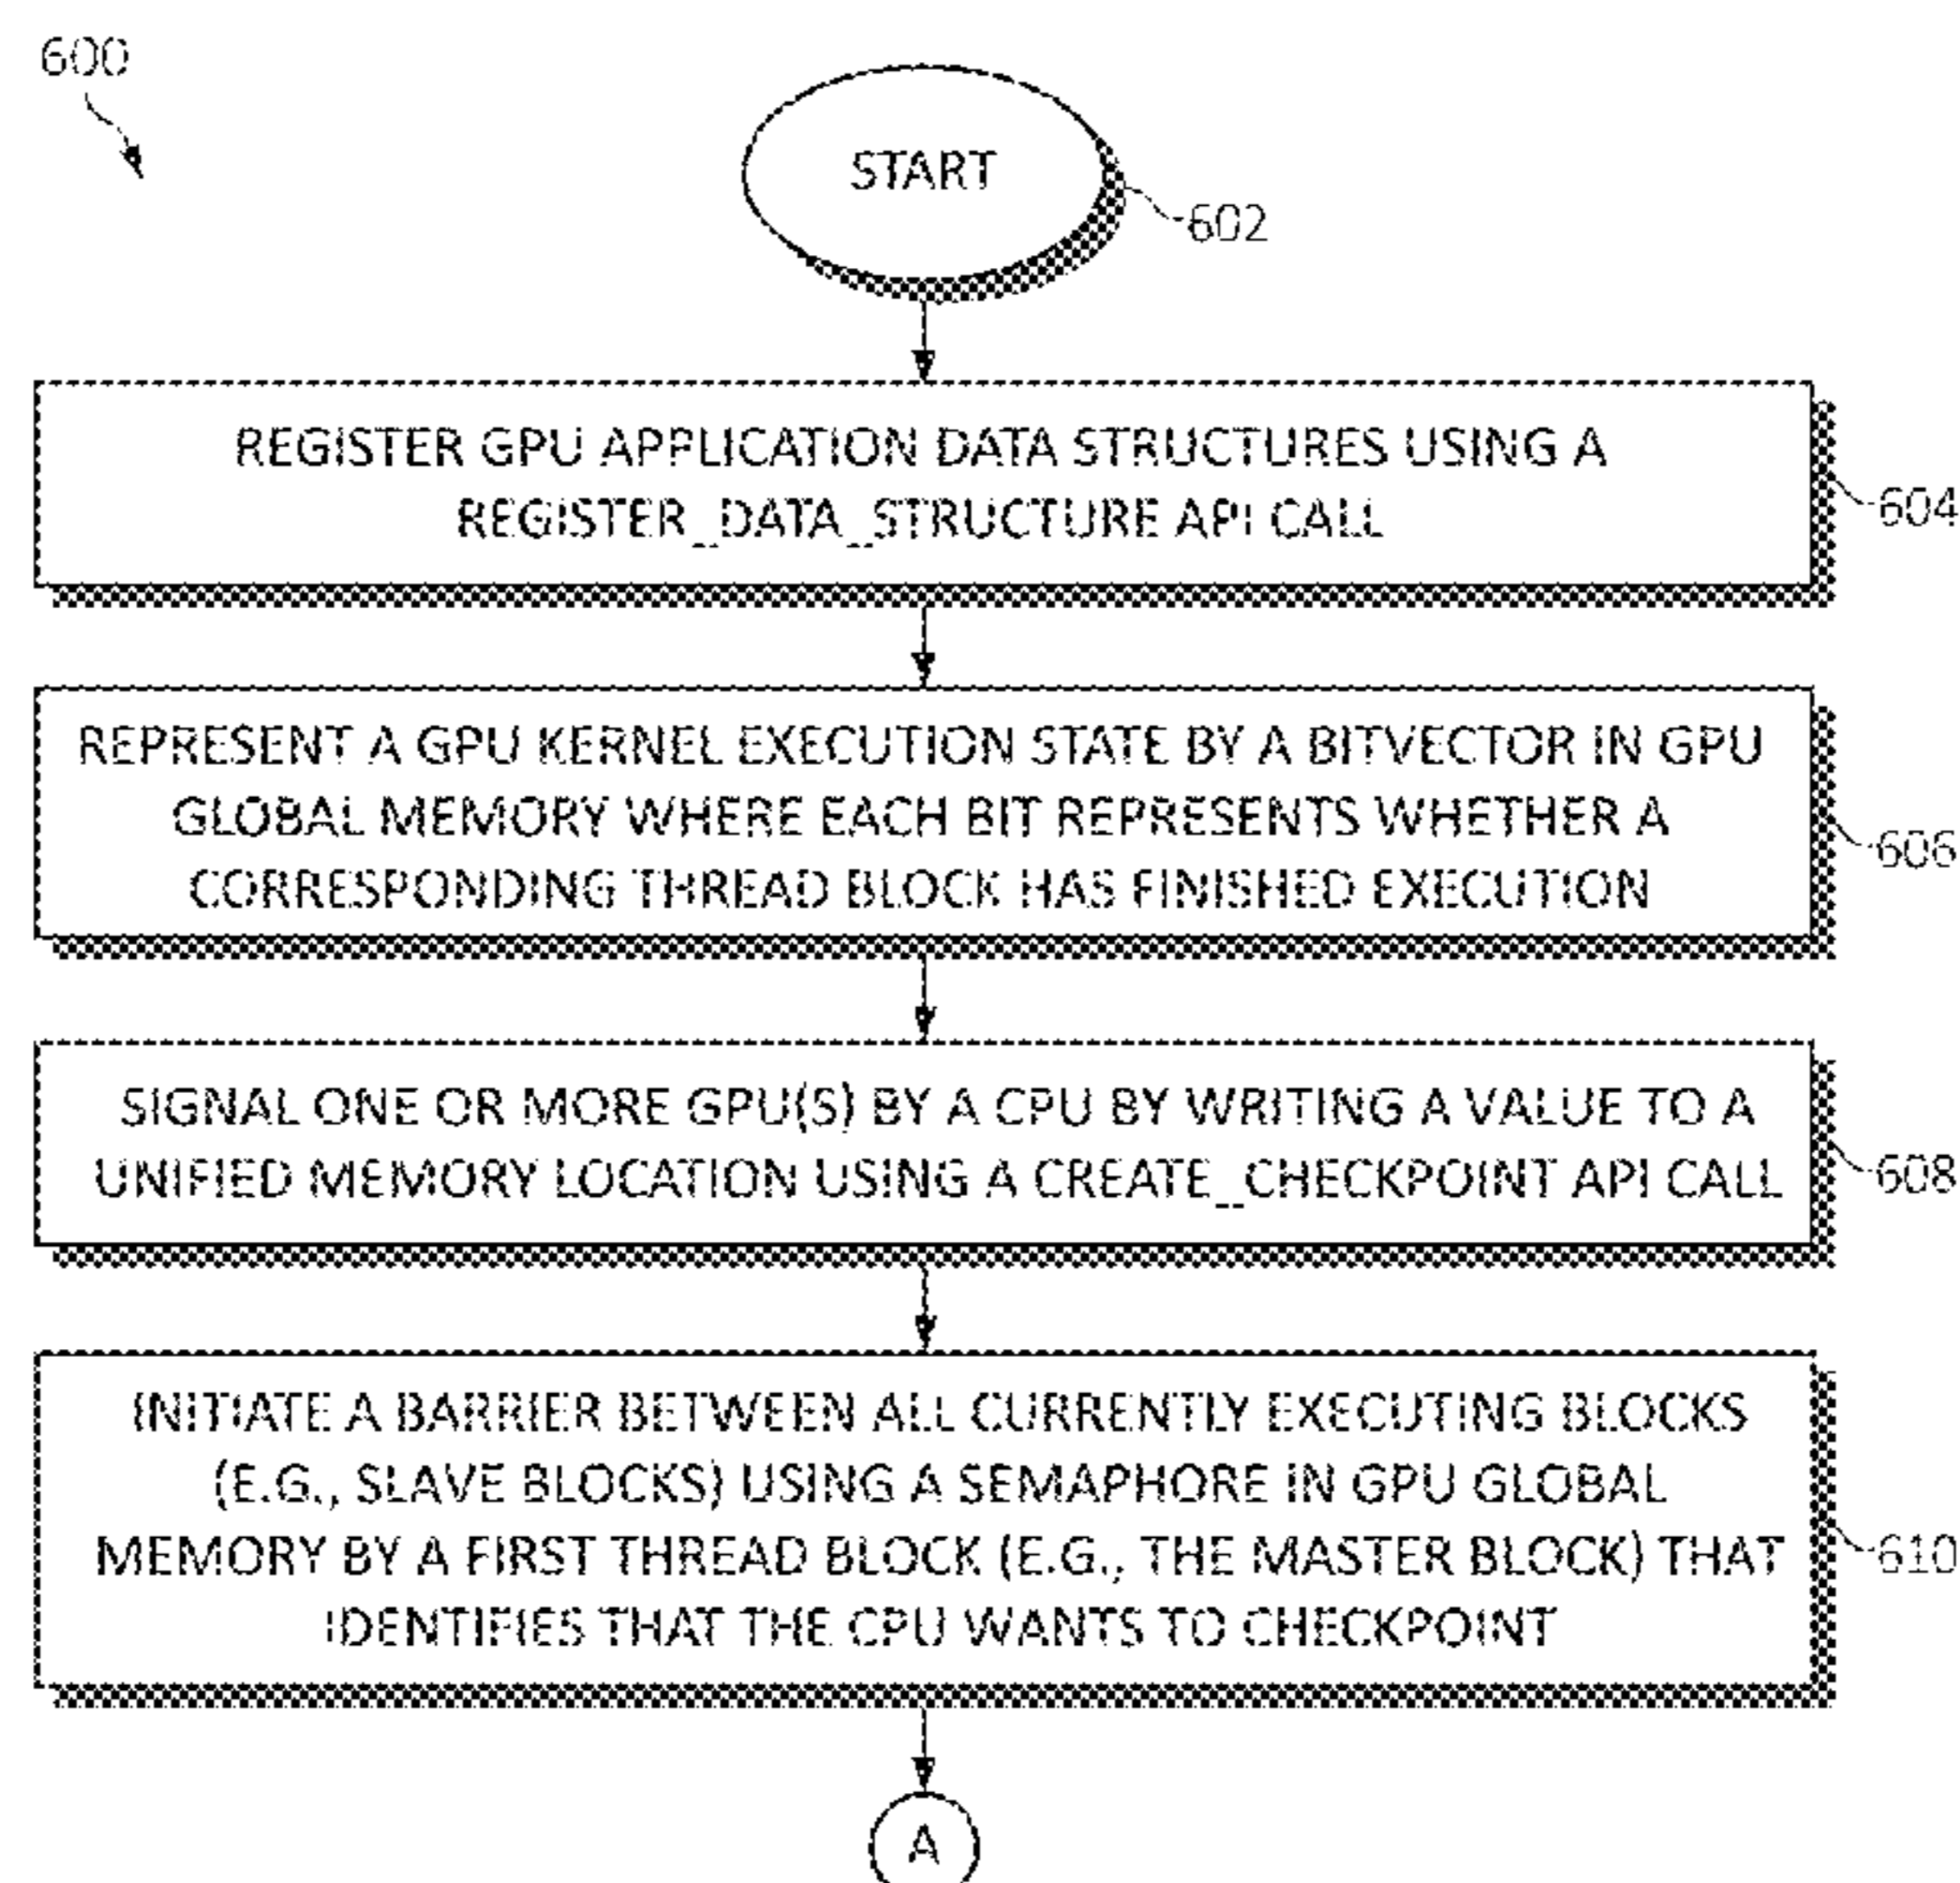 600
START
602
REGISTER GPU APPLICATION DATA STRUCTURES USING A
REGISTER_DATA_STRUCTURE API CALL
604
REPRESENT A GPU KERNEL EXECUTION STATE BY A BITVECTOR IN GPU
GLOBAL MEMORY WHERE EACH BIT REPRESENTS WHETHER A
CORRESPONDING THREAD BLOCK HAS FINISHED EXECUTION
606
SIGNAL ONE OR MORE GPU(S) BY A CPU BY WRITING A VALUE TO A
UNIFIED MEMORY LOCATION USING A CREATE_CHECKPOINT API CALL
608
INITIATE A BARRIER BETWEEN ALL CURRENTLY EXECUTING BLOCKS
(E.G., SLAVE BLOCKS) USING A SEMAPHORE IN GPU GLOBAL
MEMORY BY A FIRST THREAD BLOCK (E.G., THE MASTER BLOCK) THAT
IDENTIFIES THAT THE CPU WANTS TO CHECKPOINT
610
A